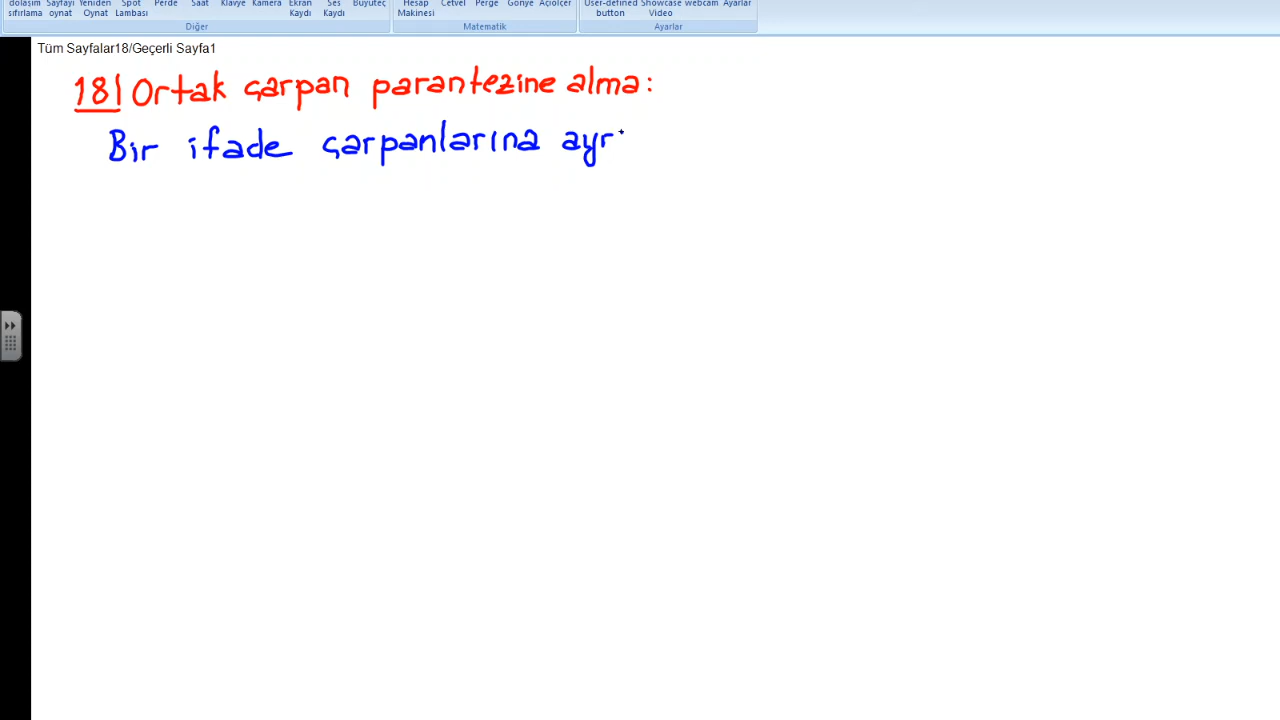 dolaşım Sayfayı Yeniden Spot Perde Saat Klavye Kamera Ekran Ses Büyüteç Hesap Cetvel Perge Gönye Açıölçer User-defined Showcase webcam Ayarlar
sıfırlama oynat Oynat Lambası Kaydı Kaydı Makinesi button Video
Diğer Matematik Ayarlar
Tüm Sayfalar18/Geçerli Sayfa1
18) Ortak çarpan parantezine alma:
Bir ifade çarpanlarına ayr